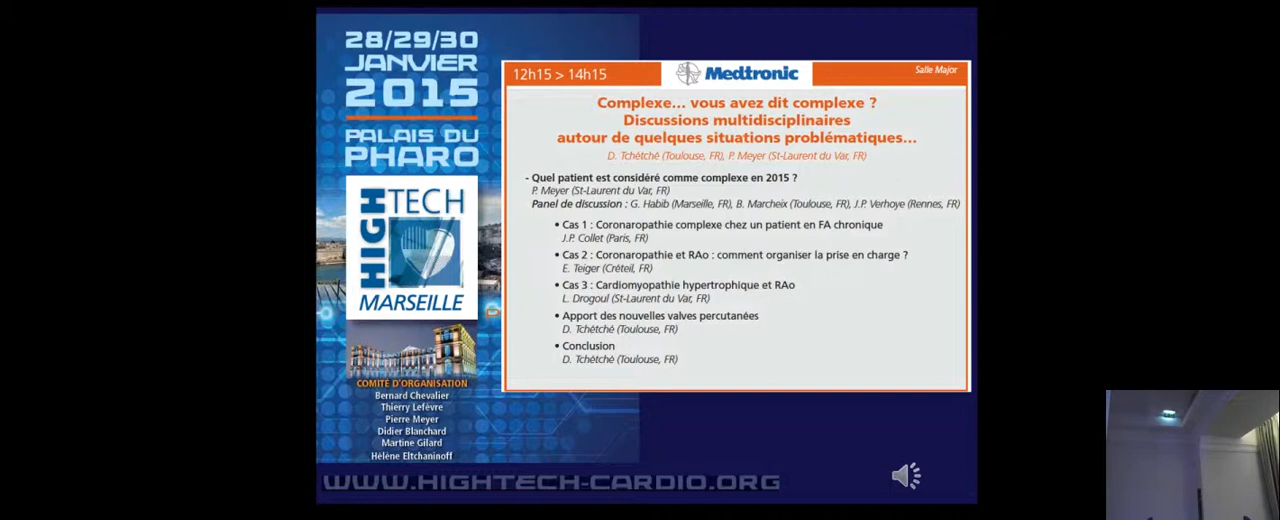 28/29/30
JANVIER
2015
PALAIS DU
PHARO
HIGH TECH
MARSEILLE
COMITÉ D'ORGANISATION
Bernard Chevalier
Thierry Lefèvre
Pierre Meyer
Didier Blanchard
Martine Gilard
Hélène Eltchaninoff
12h15 > 14h15
Medtronic
Salle Major
Complexe... vous avez dit complexe ?
Discussions multidisciplinaires
autour de quelques situations problématiques...
D. Tchétché (Toulouse, FR), P. Meyer (St-Laurent du Var, FR)
- Quel patient est considéré comme complexe en 2015 ?
P. Meyer (St-Laurent du Var, FR)
Panel de discussion : G. Habib (Marseille, FR), B. Marcheix (Toulouse, FR), J.P. Verhoye (Rennes, FR)
• Cas 1 : Coronaropathie complexe chez un patient en FA chronique
J.P. Collet (Paris, FR)
• Cas 2 : Coronaropathie et RAo : comment organiser la prise en charge ?
E. Teiger (Créteil, FR)
• Cas 3 : Cardiomyopathie hypertrophique et RAo
L. Drogoul (St-Laurent du Var, FR)
• Apport des nouvelles valves percutanées
D. Tchétché (Toulouse, FR)
• Conclusion
D. Tchétché (Toulouse, FR)
WWW.HIGHTECH-CARDIO.ORG